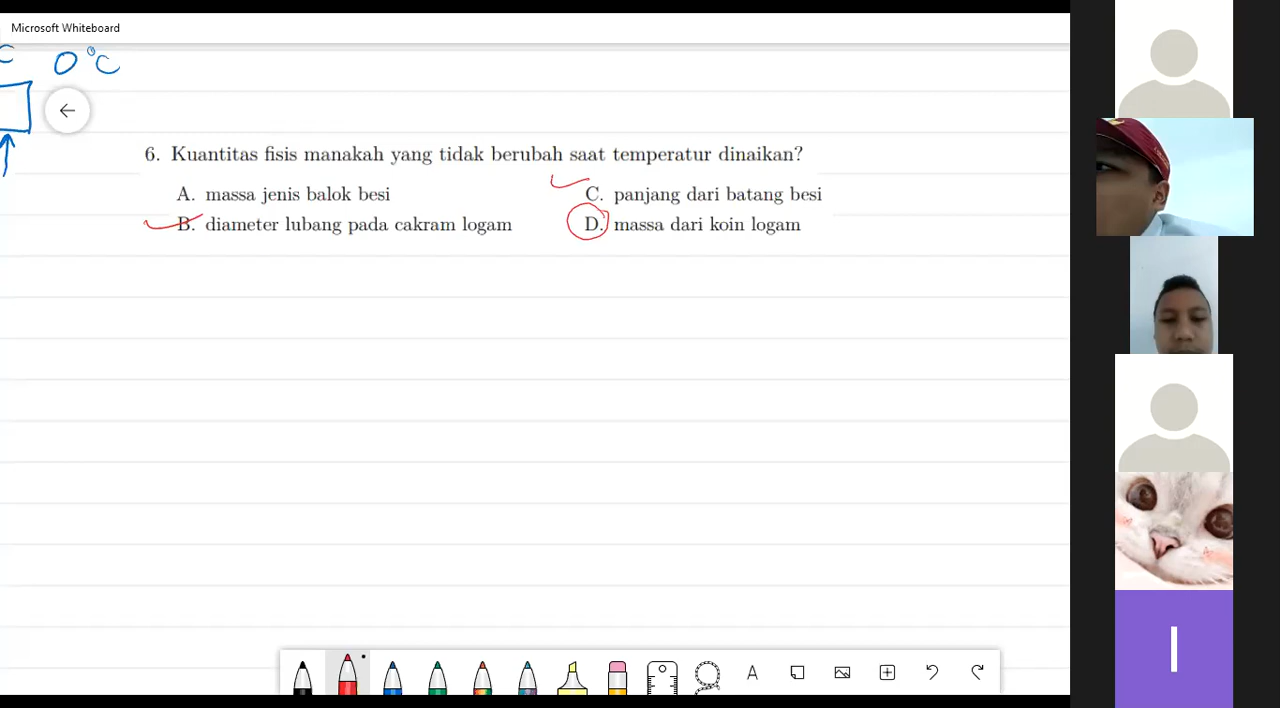 Microsoft Whiteboard
C 0°C
6. Kuantitas fisis manakah yang tidak berubah saat temperatur dinaikan?
A. massa jenis balok besi
C. panjang dari batang besi
B. diameter lubang pada cakram logam
D. massa dari koin logam
A
I